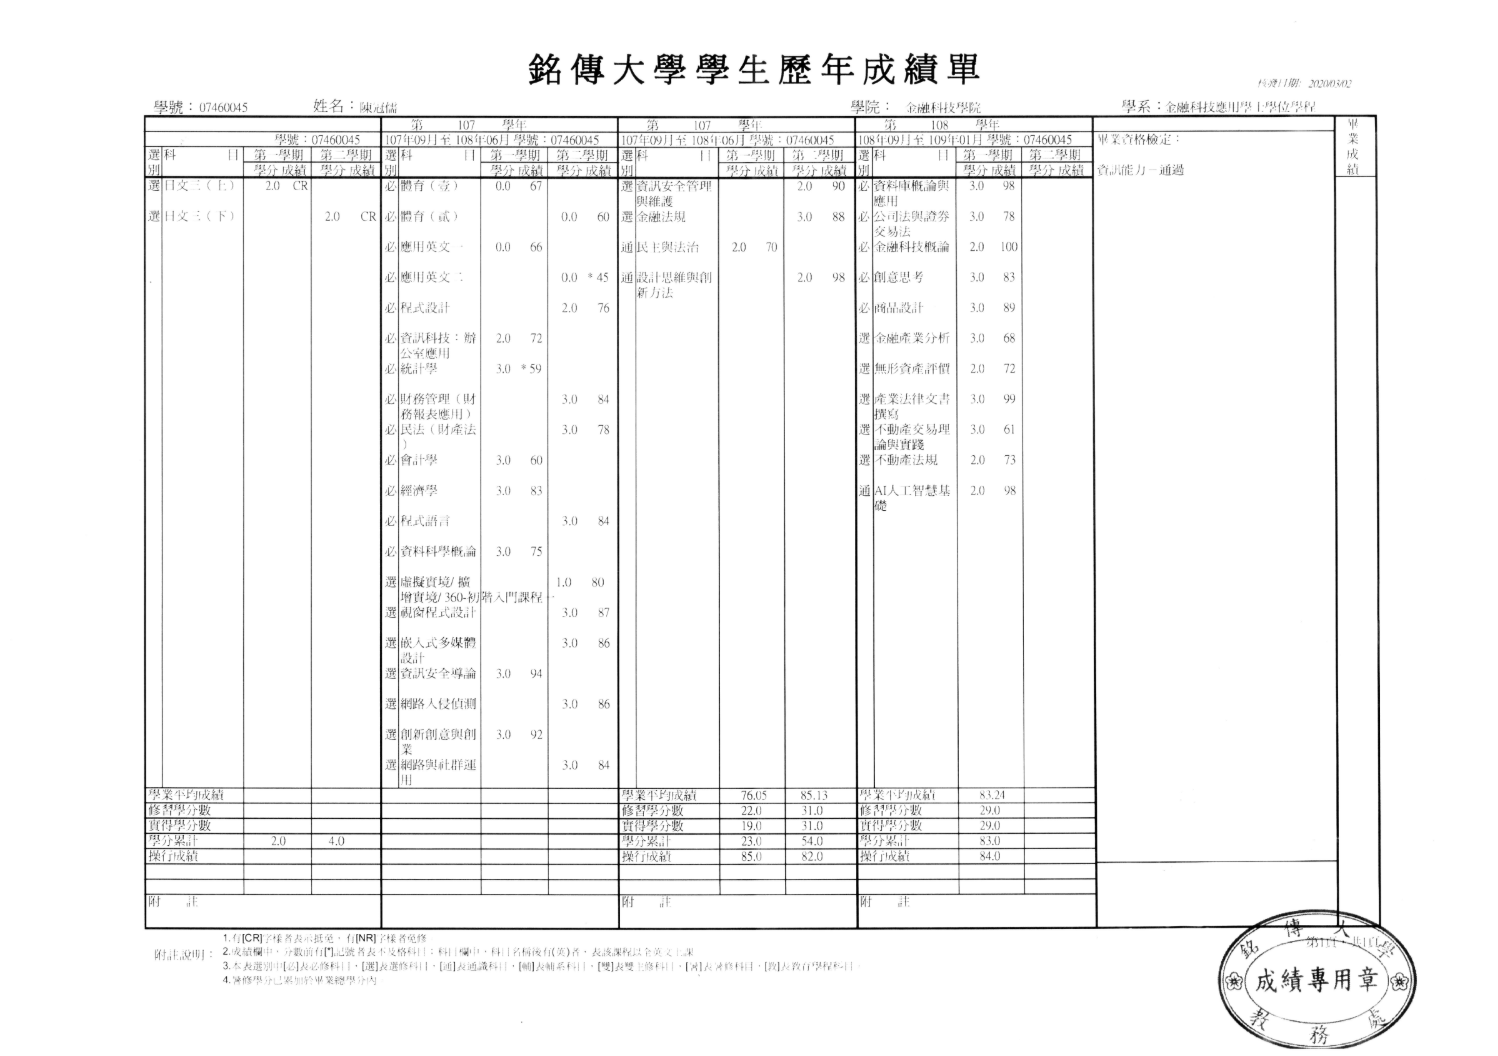 銘傳大學學生歷年成績單
核發日期: 2020/03/02
學號：07460045 姓名：陳冠儒 學院： 金融科技學院 學系：金融科技應用學士學位學程
第 107 學年 第 107 學年 第 108 學年 畢業成績
學號：07460045 107年09月至 108年06月 學號：07460045 107年09月至 108年06月 學號：07460045 108年09月至 109年01月 學號：07460045 畢業資格檢定：
選別 科 目 第一學期 第二學期 選別 科 目 第一學期 第二學期 選別 科 目 第一學期 第二學期 選別 科 目 第一學期 第二學期
學分 成績 學分 成績 學分 成績 學分 成績 學分 成績 學分 成績 學分 成績 學分 成績 資訊能力－通過
選 日文三（上） 2.0 CR
選 日文三（下） 2.0 CR
必 體育（壹） 0.0 67
必 體育（貳） 0.0 60
必 應用英文一 0.0 66
必 應用英文二 0.0 *45
必 程式設計 2.0 76
必 資訊科技：辦 2.0 72
公室應用
必 統計學 3.0 *59
必 財務管理（財 3.0 84
務報表應用）
必 民法（財產法 3.0 78
）
必 會計學 3.0 60
必 經濟學 3.0 83
必 程式語言 3.0 84
必 資料科學概論 3.0 75
選 虛擬實境/ 擴 1.0 80
增實境/ 360-初階入門課程一
選 視窗程式設計 3.0 87
選 嵌入式多媒體 3.0 86
設計
選 資訊安全導論 3.0 94
選 網路入侵偵測 3.0 86
選 創新創意與創 3.0 92
業
選 網路與社群運 3.0 84
用
選 資訊安全管理 2.0 90
與維護
選 金融法規 3.0 88
通 民主與法治 2.0 70
通 設計思維與創 2.0 98
新方法
必 資料庫概論與 3.0 98
應用
必 公司法與證券 3.0 78
交易法
必 金融科技概論 2.0 100
必 創意思考 3.0 83
必 商品設計 3.0 89
選 金融產業分析 3.0 68
選 無形資產評價 2.0 72
選 產業法律文書 3.0 99
撰寫
選 不動產交易理 3.0 61
論與實踐
選 不動產法規 2.0 73
通 AI人工智慧基 2.0 98
礎
學業平均成績 學業平均成績 76.05 85.13 學業平均成績 83.24
修習學分數 修習學分數 22.0 31.0 修習學分數 29.0
實得學分數 實得學分數 19.0 31.0 實得學分數 29.0
學分累計 2.0 4.0 學分累計 23.0 54.0 學分累計 83.0
操行成績 操行成績 85.0 82.0 操行成績 84.0
附 註 附 註 附 註
附註說明：
1.有[CR]字樣者表示抵免，有[NR]字樣者免修
2.成績欄中，分數前有[*]記號者表不及格科目；科目欄中，科目名稱後有(英)者，表該課程以全英文上課
3.本表選別中[必]表必修科目，[選]表選修科目，[通]表通識科目，[輔]表輔系科目，[雙]表雙主修科目，[暑]表暑修科目，[教]表教育學程科目
4.暑修學分已累加於畢業總學分內
第1頁，共1頁
銘傳大學
成績專用章
教務處